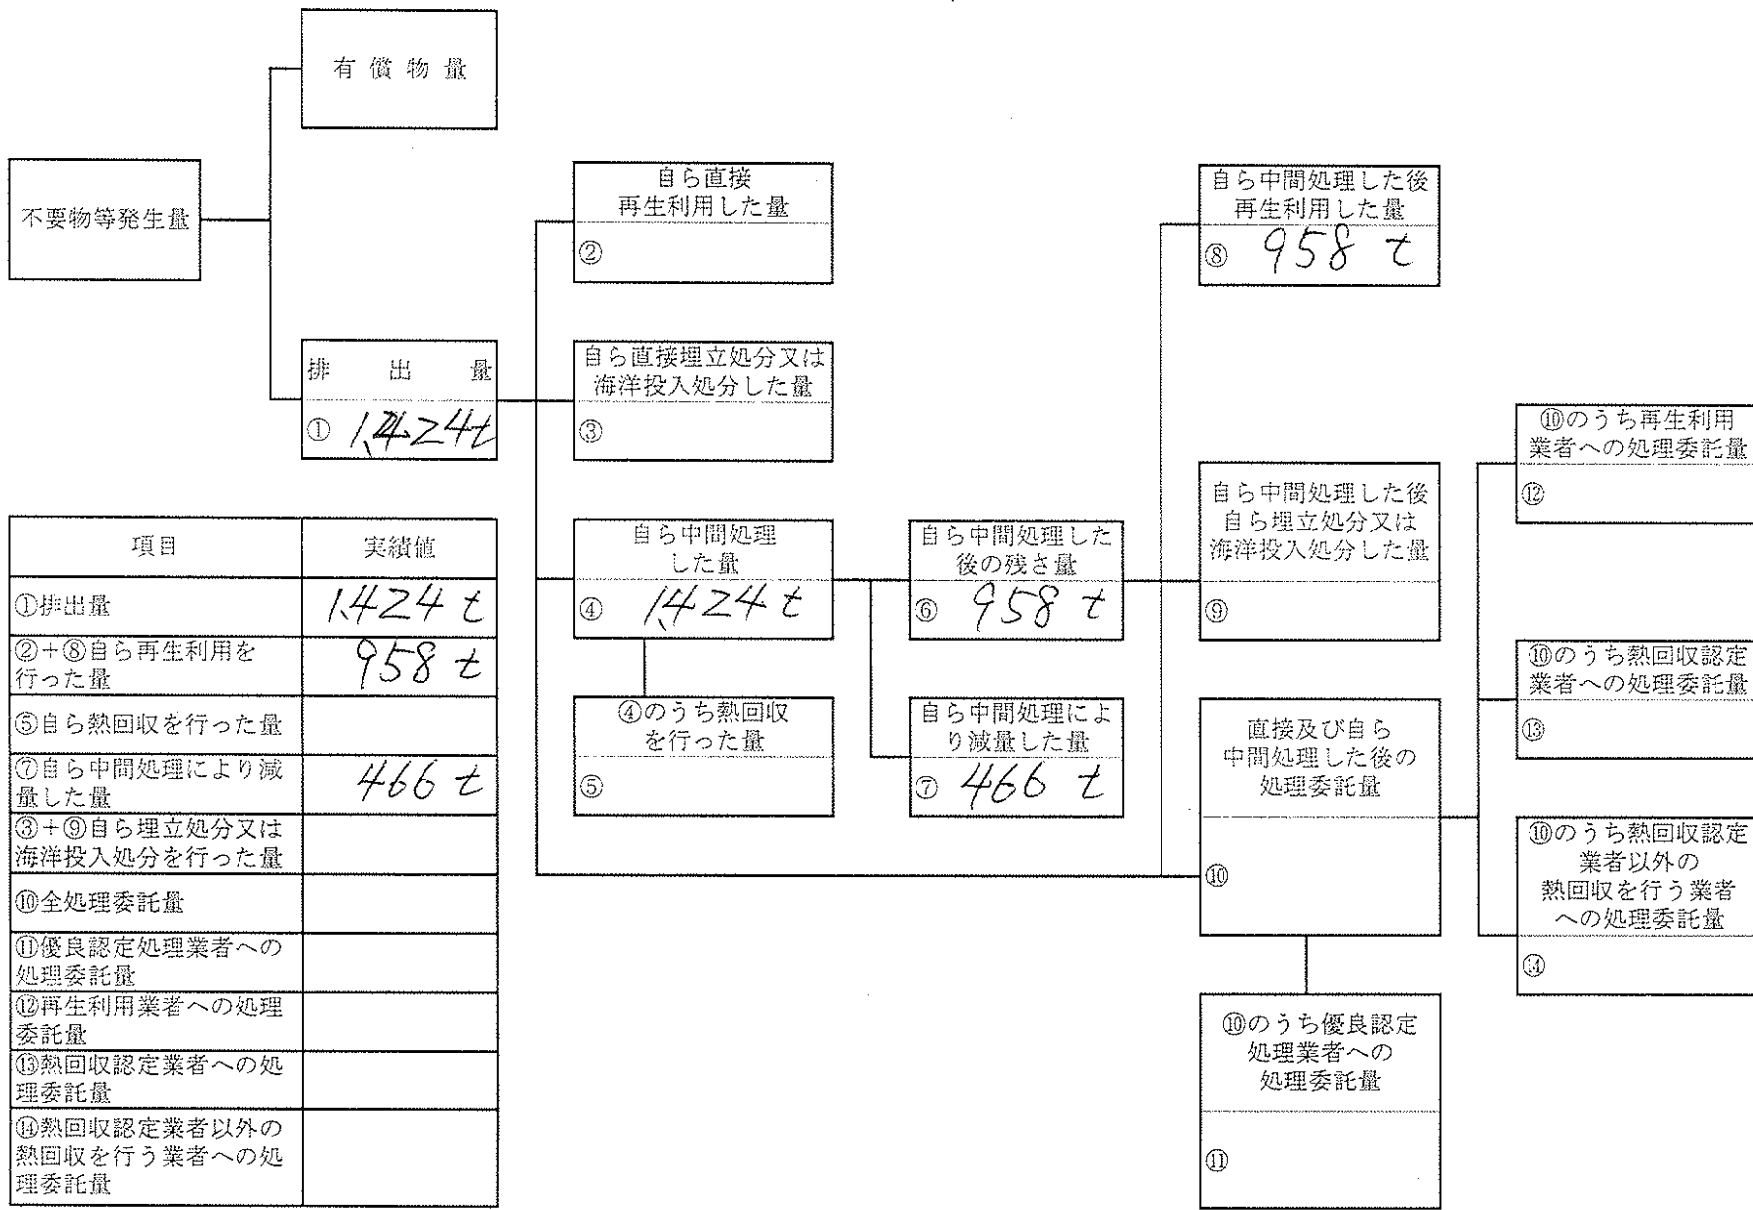 有償物量
不要物等発生量
排出量
① 1,424t
自ら直接
再生利用した量
②
自ら直接埋立処分又は
海洋投入処分した量
③
自ら中間処理
した量
④ 1,424 t
④のうち熱回収
を行った量
⑤
自ら中間処理した
後の残さ量
⑥ 958 t
自ら中間処理によ
り減量した量
⑦ 466 t
自ら中間処理した後
再生利用した量
⑧ 958 t
自ら中間処理した後
自ら埋立処分又は
海洋投入処分した量
⑨
直接及び自ら
中間処理した後の
処理委託量
⑩
⑩のうち優良認定
処理業者への
処理委託量
⑪
⑩のうち再生利用
業者への処理委託量
⑫
⑩のうち熱回収認定
業者への処理委託量
⑬
⑩のうち熱回収認定
業者以外の
熱回収を行う業者
への処理委託量
⑭
項目 実績値
①排出量 1,424 t
②＋⑧自ら再生利用を
行った量 958 t
⑤自ら熱回収を行った量
⑦自ら中間処理により減
量した量 466 t
③＋⑨自ら埋立処分又は
海洋投入処分を行った量
⑩全処理委託量
⑪優良認定処理業者への
処理委託量
⑫再生利用業者への処理
委託量
⑬熱回収認定業者への処
理委託量
⑭熱回収認定業者以外の
熱回収を行う業者への処
理委託量